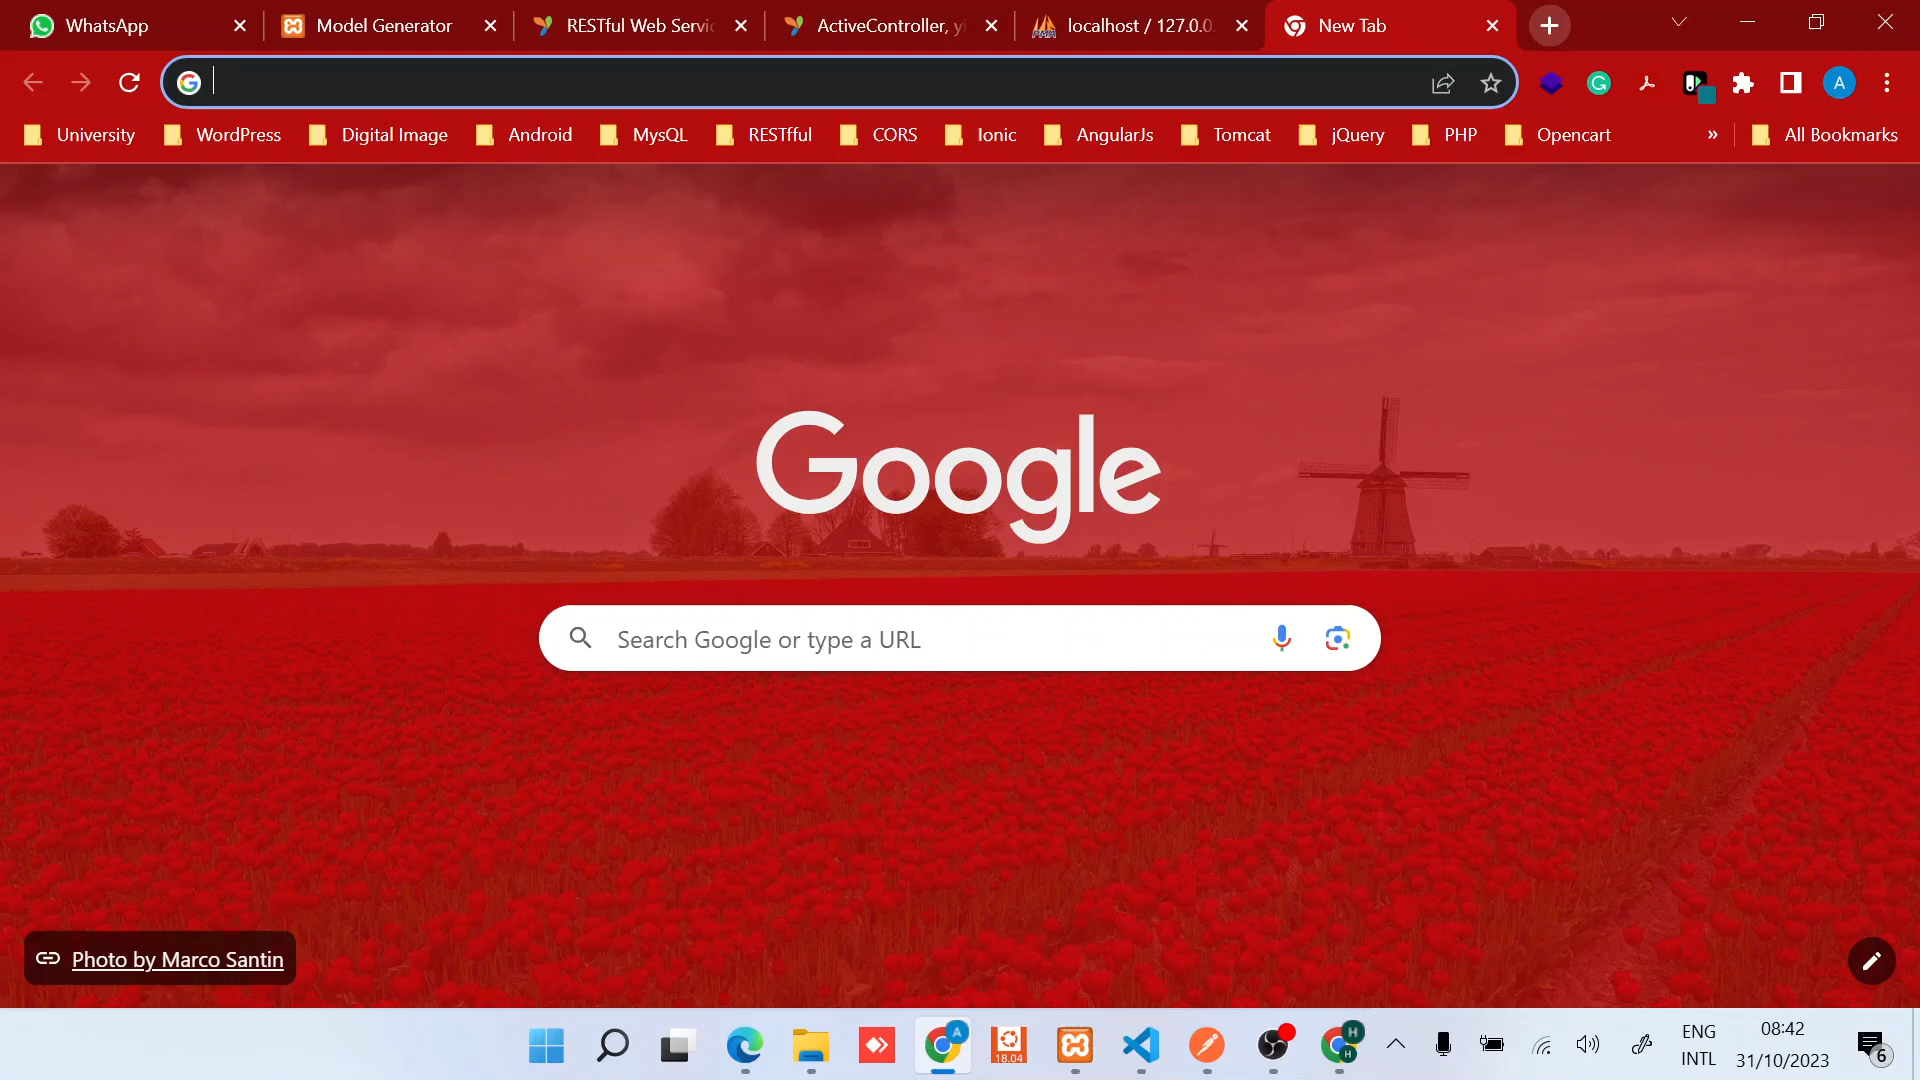 WhatsApp
Model Generator
RESTful Web Servi
ActiveController, yi
localhost / 127.0.0.
New Tab
A
University
WordPress
Digital Image
Android
MysQL
RESTfful
CORS
Ionic
AngularJs
Tomcat
jQuery
PHP
Opencart
»
All Bookmarks
Google
Search Google or type a URL
Photo by Marco Santin
A
18.04
H
H
ENG
INTL
08:42
31/10/2023
6